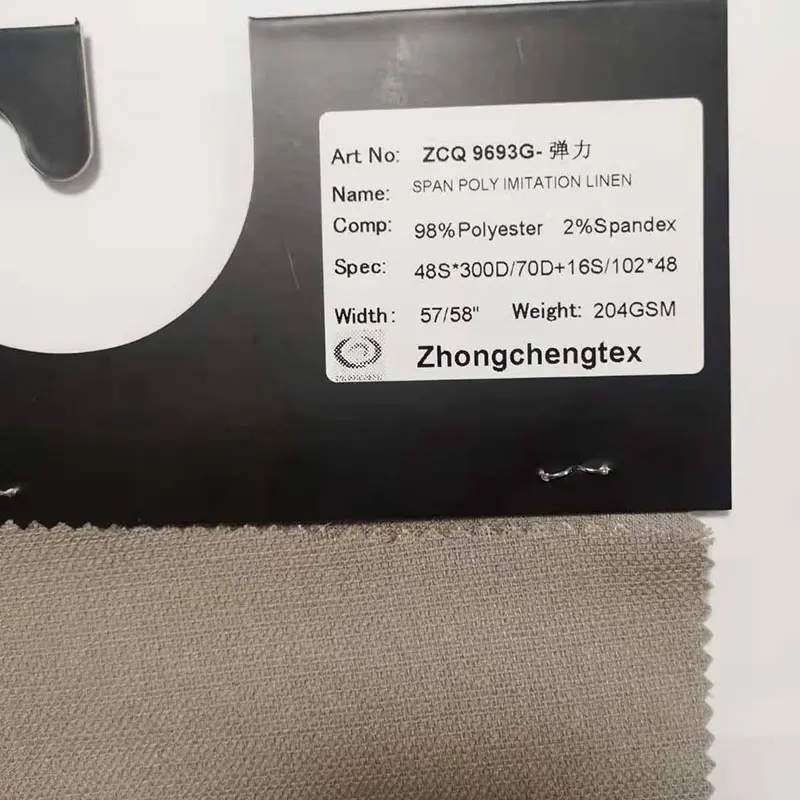 Art No: ZCQ 9693G- 弹力
Name: SPAN POLY IMITATION LINEN
Comp: 98%Polyester 2%Spandex
Spec: 48S*300D/70D+16S/102*48
Width: 57/58" Weight: 204GSM
Zhongchengtex